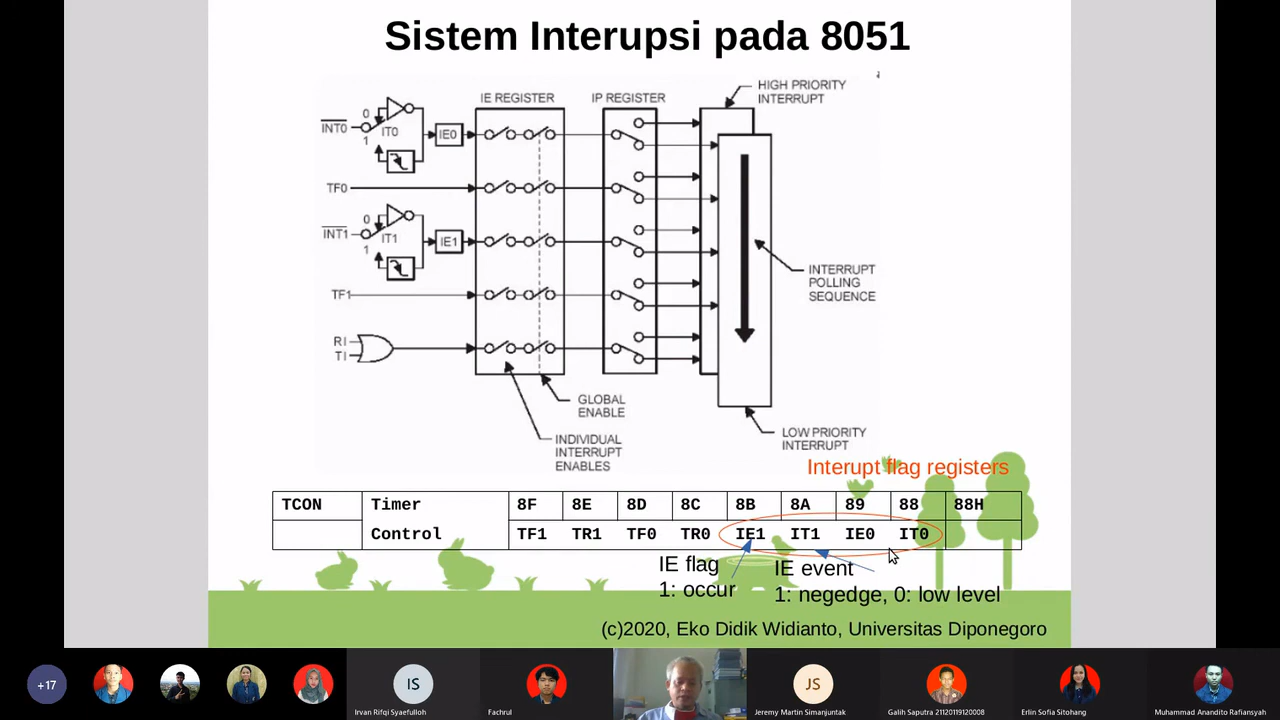 Sistem Interupsi pada 8051
HIGH PRIORITY
INTERRUPT
IE REGISTER
IP REGISTER
0
INT0
IT0
IE0
1
TF0
0
INT1
IT1
IE1
1
INTERRUPT
POLLING
SEQUENCE
TF1
RI
TI
GLOBAL
ENABLE
INDIVIDUAL
INTERRUPT
ENABLES
LOW PRIORITY
INTERRUPT
Interupt flag registers
TCON Timer 8F 8E 8D 8C 8B 8A 89 88 88H
Control TF1 TR1 TF0 TR0 IE1 IT1 IE0 IT0
IE flag
1: occur
IE event
1: negedge, 0: low level
(c)2020, Eko Didik Widianto, Universitas Diponegoro
+17
IS
JS
Irvan Rifqi Syaefulloh
Fachrul
Jeremy Martin Simanjuntak
Galih Saputra 21120119120008
Erlin Sofia Sitohang
Muhammad Anandito Rafiansyah